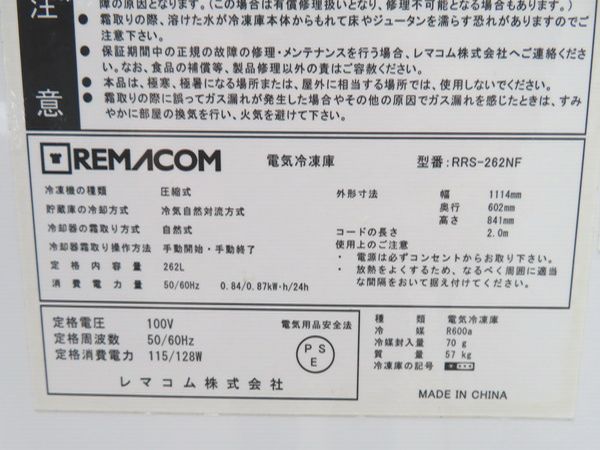 障の原因となります。(この場合は有償修理扱いとなり、修理不可能となる場合もあります。)
注意
● 霜取りの際、溶けた水が冷凍庫本体からもれて床やジュータンを濡らす恐れがありますのでご
注意下さい。
● 保証期間中の正規の故障の修理・メンテナンスを行う場合、レマコム株式会社へご連絡くださ
い。なお、食品の補償等、製品修理以外の責はご容赦ください。
● 本品は、極寒、極暑になる場所または、屋外に相当する場所では、使用しないでください。
● 霜取りの際に誤ってガス漏れが発生した場合やその他の原因でガス漏れを感じたときは、すみ
やかに部屋の換気を行い、火気を避けて下さい。
REMACOM 電気冷凍庫 型番:RRS-262NF
冷凍機の種類 圧縮式
貯蔵庫の冷却方式 冷気自然対流方式
冷却器の霜取り方式 自然式
冷却器霜取り操作方法 手動開始・手動終了
定格内容量 262L
消費電力量 50/60Hz 0.84/0.87kW・h/24h
外形寸法 幅 1114mm
奥行 602mm
高さ 841mm
コードの長さ 2.0m
使用上のご注意
・ 電源は必ずコンセントからお取り下さい。
・ 放熱をよくするため、なるべく周囲に適当
な間隔をおいて据え付けてください。
定格電圧 100V
定格周波数 50/60Hz
定格消費電力 115/128W
レマコム株式会社
電気用品安全法
PS
E
種類 電気冷凍庫
冷媒 R600a
冷媒封入量 70 g
質量 57 kg
冷凍庫の記号
MADE IN CHINA